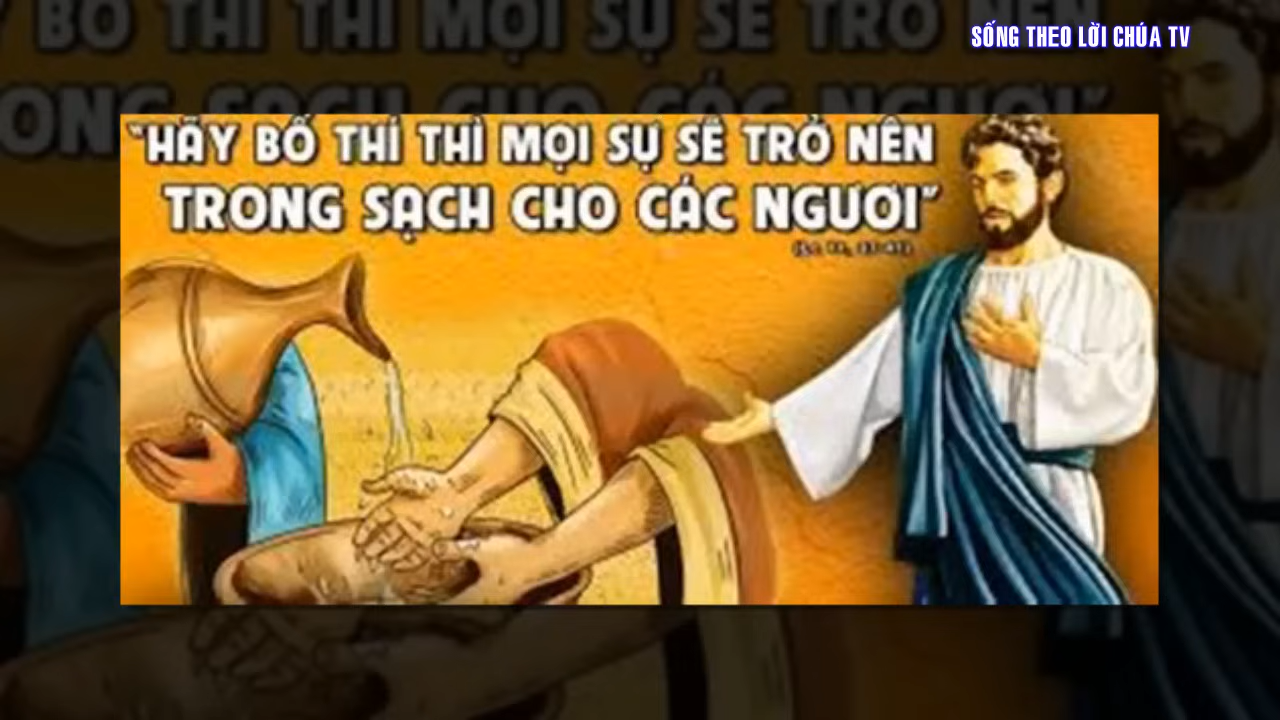 SỐNG THEO LỜI CHÚA TV
"HÃY BỐ THÍ THÌ MỌI SỰ SẼ TRỞ NÊN
TRONG SẠCH CHO CÁC NGƯƠI"